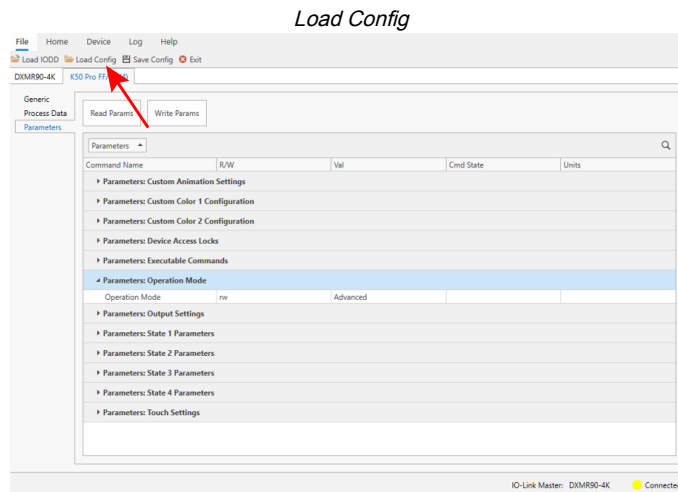 Load Config
File Home Device Log Help
Load IODD Load Config Save Config Exit
DXMR90-4K K50 Pro FF
Generic
Process Data
Parameters
Read Params Write Params
Parameters
Command Name R/W Val Cmd State Units
Parameters: Custom Animation Settings
Parameters: Custom Color 1 Configuration
Parameters: Custom Color 2 Configuration
Parameters: Device Access Locks
Parameters: Executable Commands
Parameters: Operation Mode
Operation Mode rw Advanced
Parameters: Output Settings
Parameters: State 1 Parameters
Parameters: State 2 Parameters
Parameters: State 3 Parameters
Parameters: State 4 Parameters
Parameters: Touch Settings
IO-Link Master: DXMR90-4K Connected